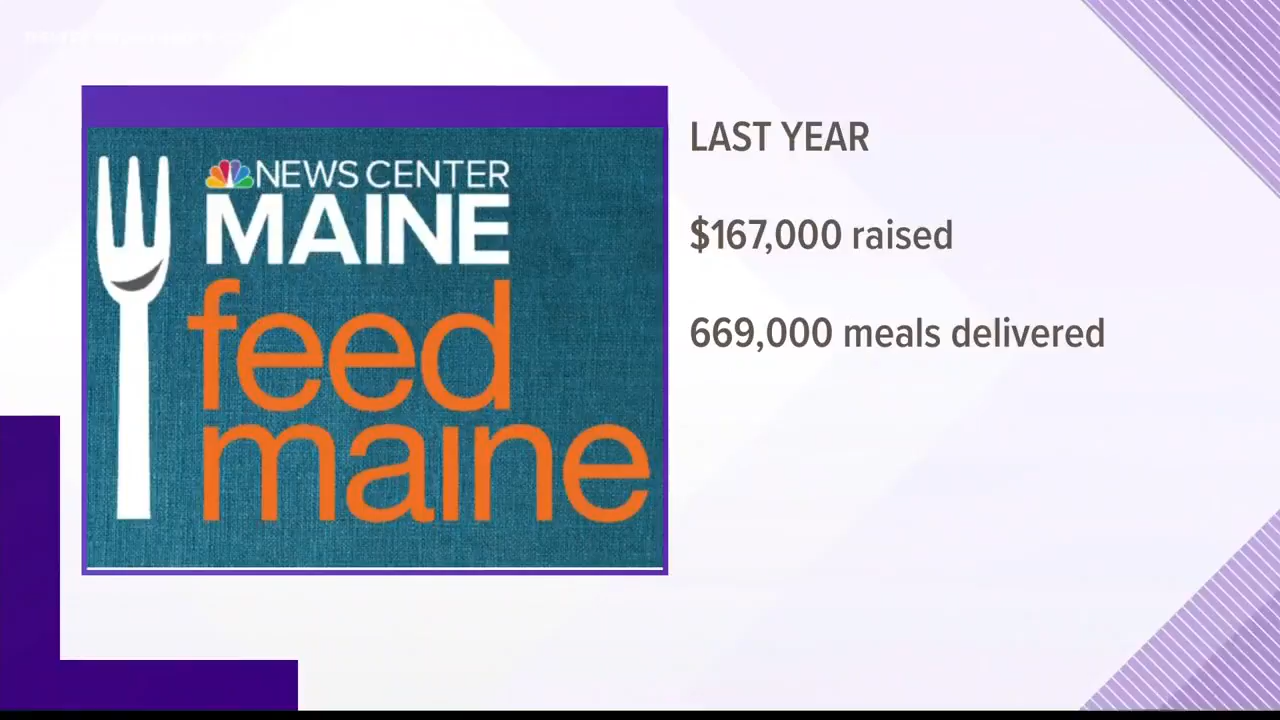 NEWS CENTER
MAINE
feed
maine
LAST YEAR
$167,000 raised
669,000 meals delivered